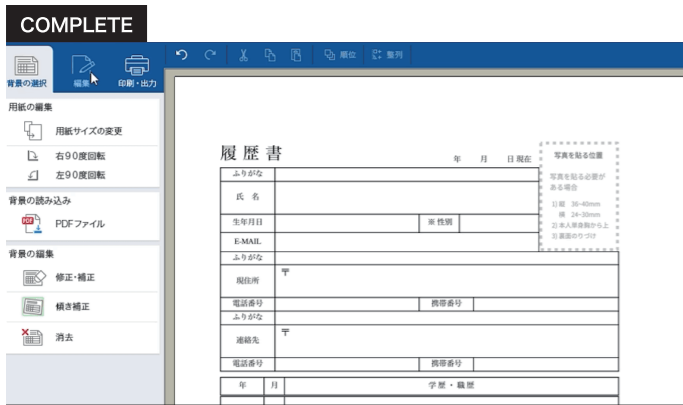 COMPLETE
背景の選択
編集
印刷・出力
順位
整列
用紙の編集
用紙サイズの変更
右90度回転
左90度回転
背景の読み込み
PDF
PDFファイル
背景の編集
修正・補正
傾き補正
消去
履歴書
年 月 日現在
ふりがな
氏 名
生年月日
※性別
E-MAIL
ふりがな
現住所
〒
電話番号
携帯番号
ふりがな
連絡先
〒
電話番号
携帯番号
年 月 学歴・職歴
写真を貼る位置
写真を貼る必要が
ある場合
1) 縦 36~40mm
横 24~30mm
2) 本人単身胸から上
3) 裏面のりづけ